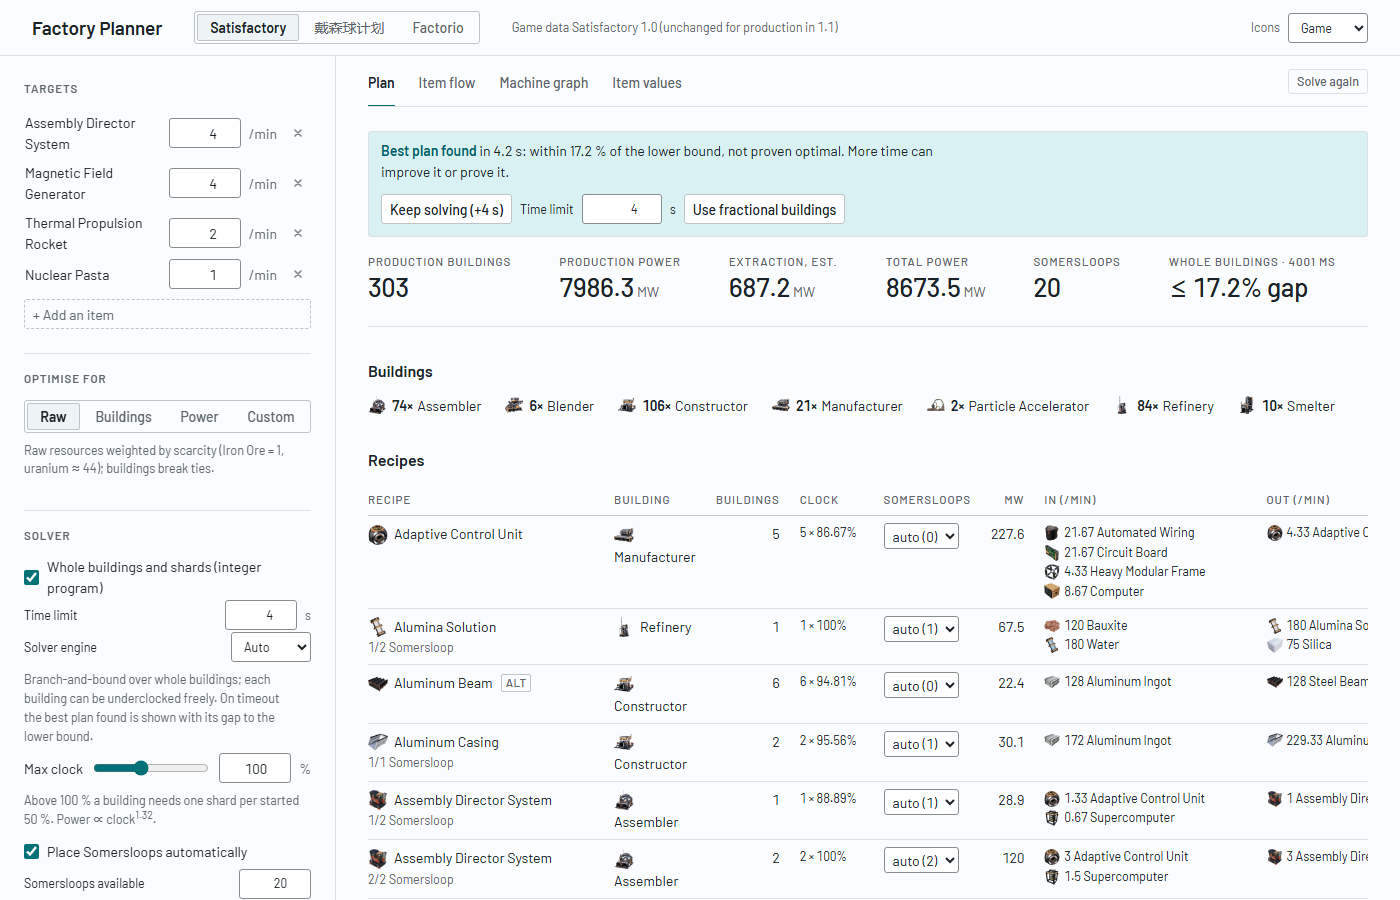 Factory Planner
Satisfactory
戴森球计划
Factorio
Game data Satisfactory 1.0 (unchanged for production in 1.1)
Icons
Game
TARGETS
Assembly Director
System
4
/min
×
Magnetic Field
Generator
4
/min
×
Thermal Propulsion
Rocket
2
/min
×
Nuclear Pasta
1
/min
×
+ Add an item
OPTIMISE FOR
Raw
Buildings
Power
Custom
Raw resources weighted by scarcity (Iron Ore = 1,
uranium ≈ 44); buildings break ties.
SOLVER
Whole buildings and shards (integer
program)
Time limit
4
s
Solver engine
Auto
Branch-and-bound over whole buildings; each
building can be underclocked freely. On timeout
the best plan found is shown with its gap to the
lower bound.
Max clock
100
%
Above 100 % a building needs one shard per started
50 %. Power ∝ clock1.32.
Place Somersloops automatically
Somersloops available
20
Plan
Item flow
Machine graph
Item values
Solve again
Best plan found in 4.2 s: within 17.2 % of the lower bound, not proven optimal. More time can
improve it or prove it.
Keep solving (+4 s)
Time limit
4
s
Use fractional buildings
PRODUCTION BUILDINGS
303
PRODUCTION POWER
7986.3 MW
EXTRACTION, EST.
687.2 MW
TOTAL POWER
8673.5 MW
SOMERSLOOPS
20
WHOLE BUILDINGS · 4001 MS
≤ 17.2% gap
Buildings
74× Assembler
6× Blender
106× Constructor
21× Manufacturer
2× Particle Accelerator
84× Refinery
10× Smelter
Recipes
RECIPE
BUILDING
BUILDINGS
CLOCK
SOMERSLOOPS
MW
IN (/MIN)
OUT (/MIN)
Adaptive Control Unit
Manufacturer
5
5 × 86.67%
auto (0)
227.6
21.67 Automated Wiring
21.67 Circuit Board
4.33 Heavy Modular Frame
8.67 Computer
4.33 Adaptive C
Alumina Solution
1/2 Somersloop
Refinery
1
1 × 100%
auto (1)
67.5
120 Bauxite
180 Water
180 Alumina So
75 Silica
Aluminum Beam
ALT
Constructor
6
6 × 94.81%
auto (0)
22.4
128 Aluminum Ingot
128 Steel Beam
Aluminum Casing
1/1 Somersloop
Constructor
2
2 × 95.56%
auto (1)
30.1
172 Aluminum Ingot
229.33 Aluminu
Assembly Director System
1/2 Somersloop
Assembler
1
1 × 88.89%
auto (1)
28.9
1.33 Adaptive Control Unit
0.67 Supercomputer
1 Assembly Dire
Assembly Director System
2/2 Somersloop
Assembler
2
2 × 100%
auto (2)
120
3 Adaptive Control Unit
1.5 Supercomputer
3 Assembly Dire